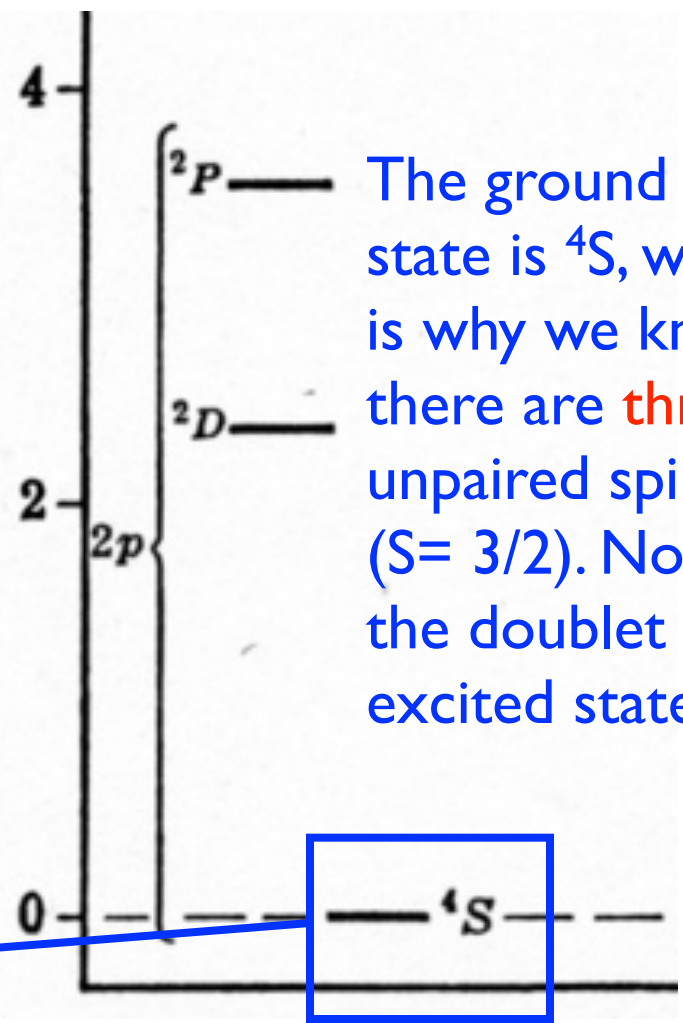 4
²P
The ground
state is ⁴S, w
is why we kn
there are thr
²D
unpaired spi
2
2p
(S= 3/2). No
the doublet
excited state
0
⁴S